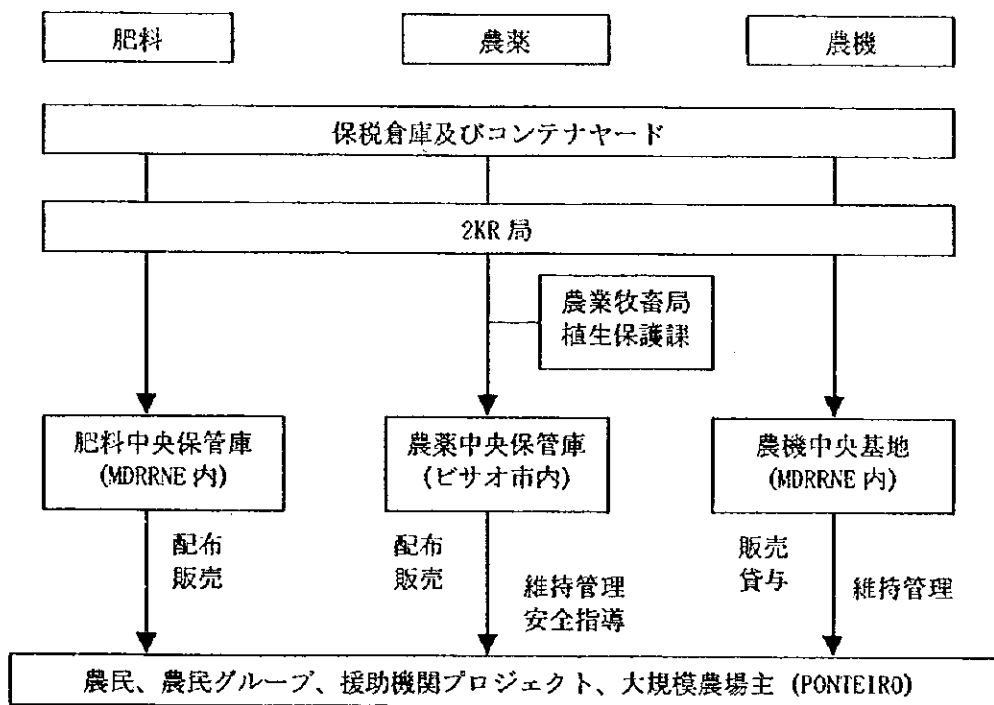 肥料
農薬
農機
保税倉庫及びコンテナヤード
2KR局
農業牧畜局
植生保護課
肥料中央保管庫
(MDRRNE内)
農薬中央保管庫
(ビサオ市内)
農機中央基地
(MDRRNE内)
配布
販売
配布
販売
維持管理
安全指導
販売
貸与
維持管理
農民、農民グループ、援助機関プロジェクト、大規模農場主 (PONTEIRO)